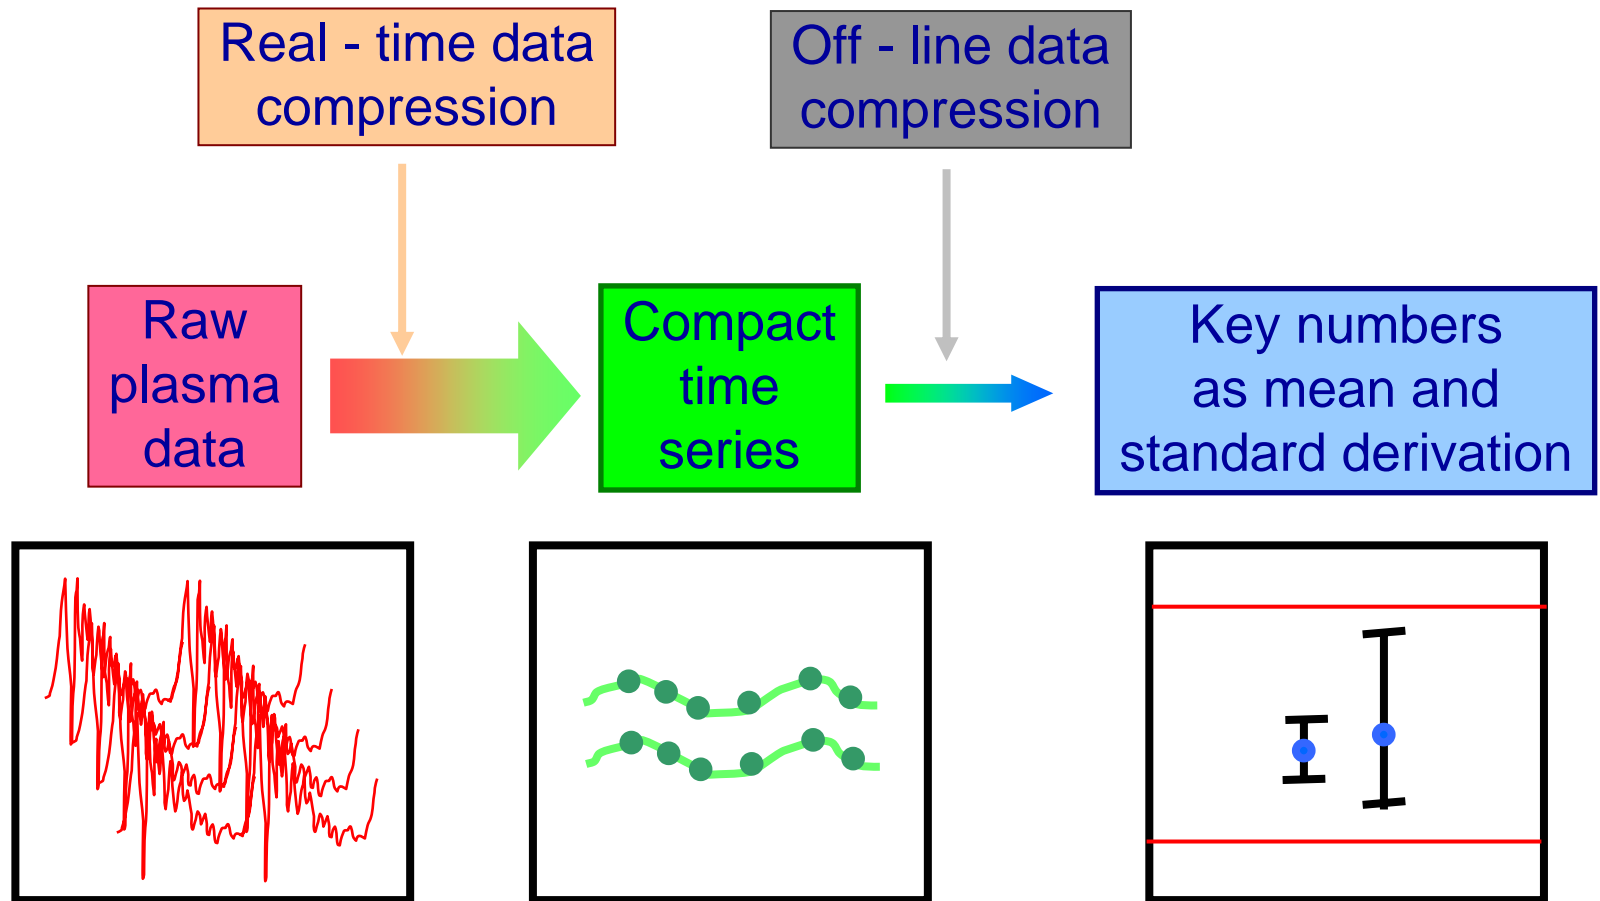 Real - time data
compression
Off - line data
compression
Raw
plasma
data
Compact
time
series
Key numbers
as mean and
standard derivation